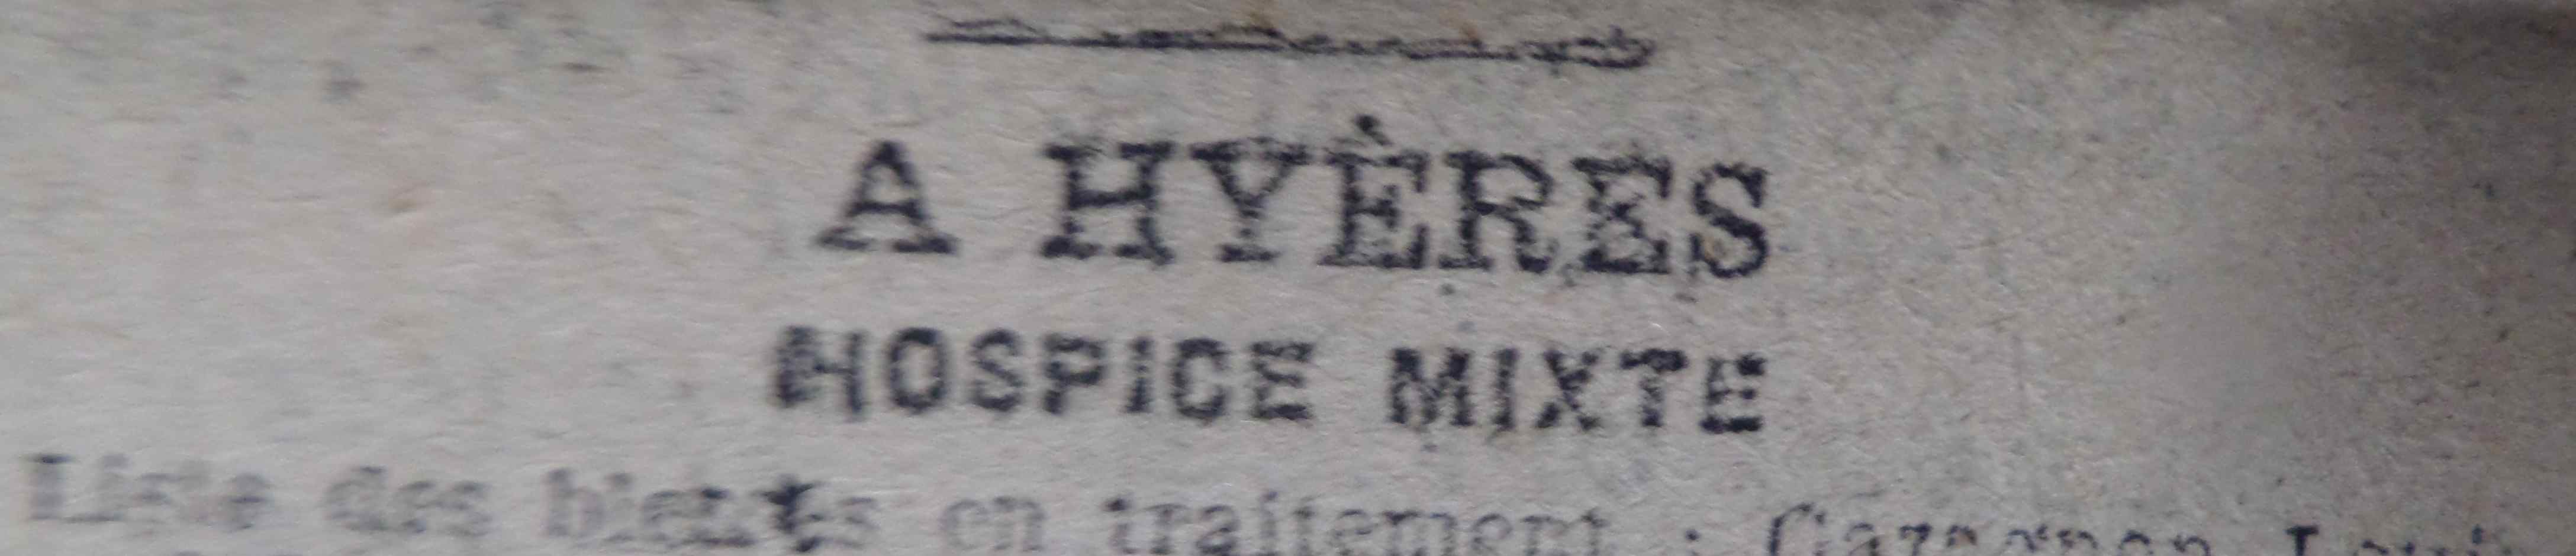 A HYÈRES
HOSPICE MIXTE
Liste des blessés en traitement :